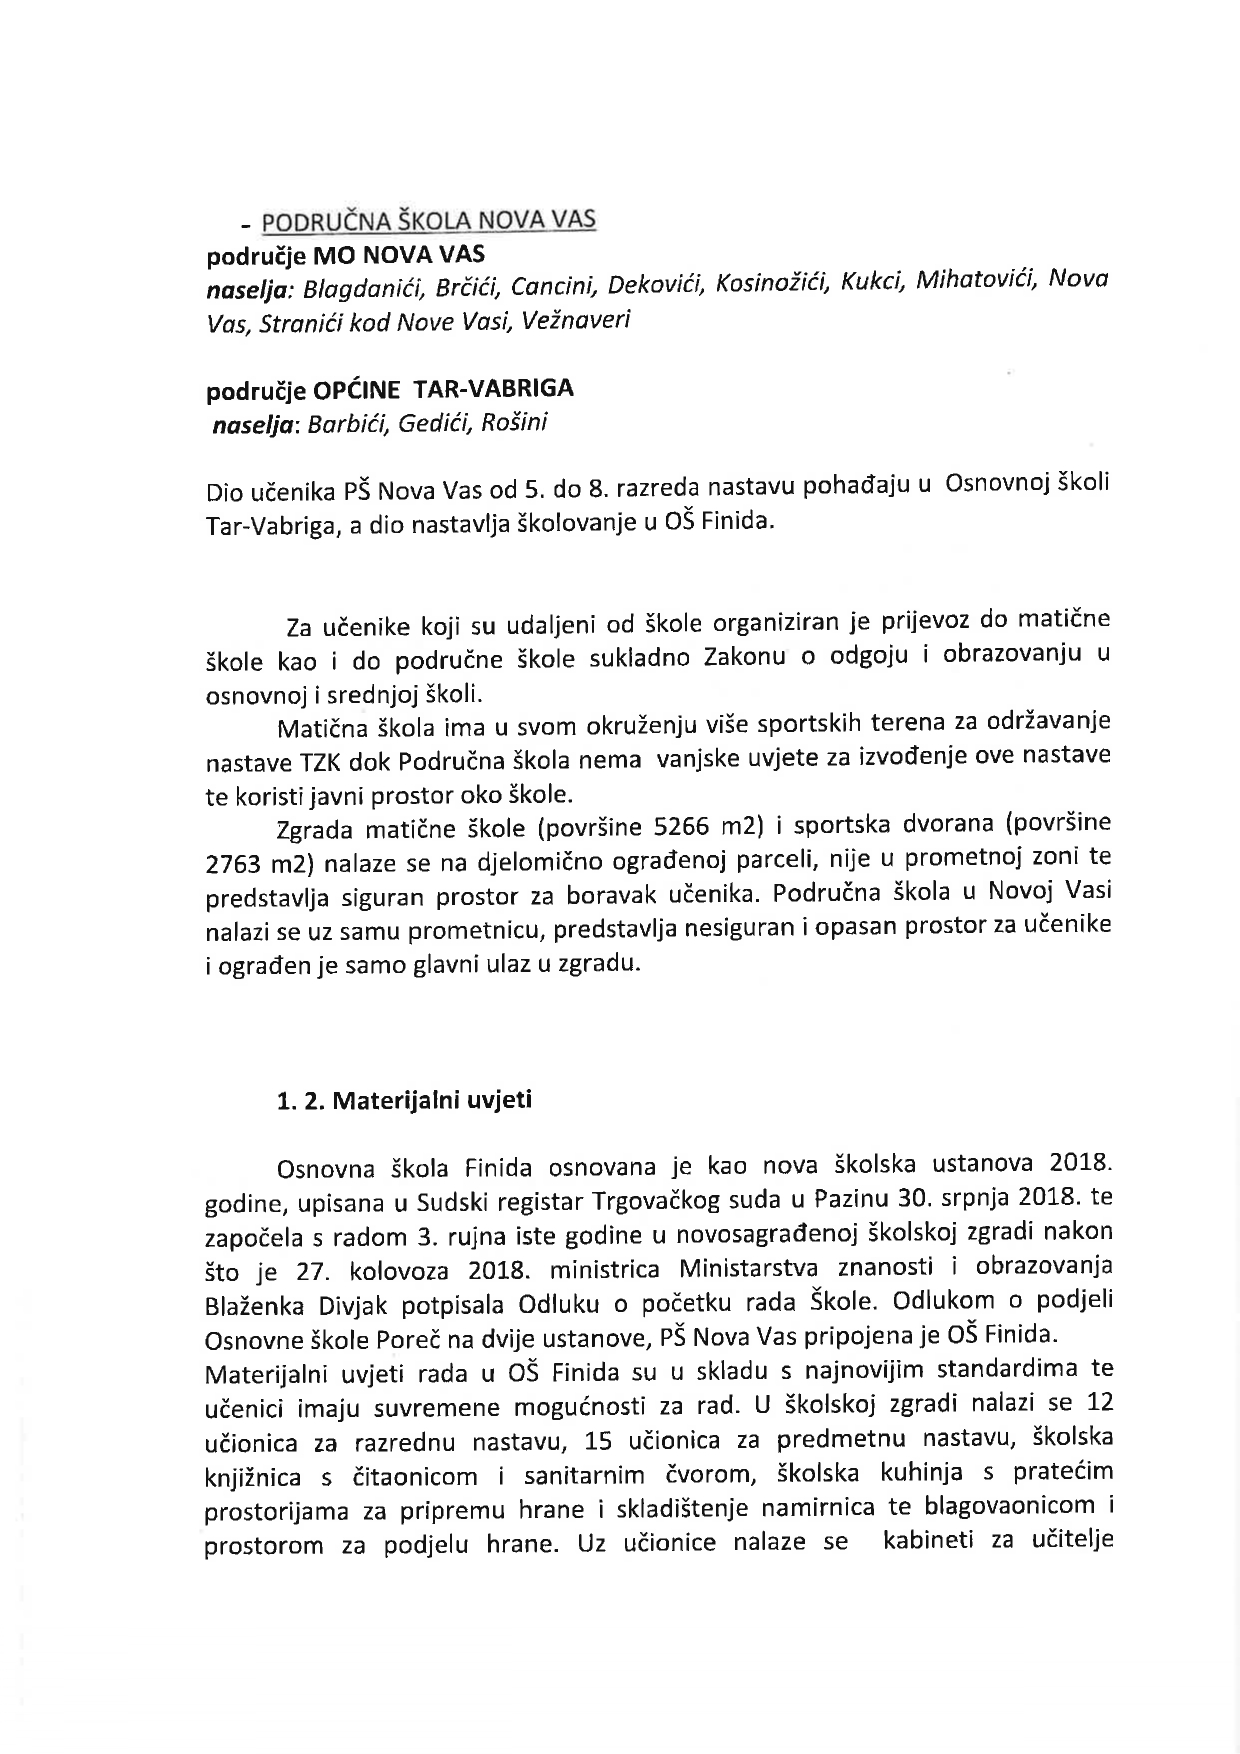 - PODRUČNA ŠKOLA NOVA VAS
područje MO NOVA VAS
naselja: Blagdanići, Brčići, Cancini, Dekovići, Kosinožići, Kukci, Mihatovići, Nova
Vas, Stranići kod Nove Vasi, Vežnaveri
područje OPĆINE TAR-VABRIGA
naselja: Barbići, Gedići, Rošini
Dio učenika PŠ Nova Vas od 5. do 8. razreda nastavu pohađaju u Osnovnoj školi
Tar-Vabriga, a dio nastavlja školovanje u OŠ Finida.
Za učenike koji su udaljeni od škole organiziran je prijevoz do matične
škole kao i do područne škole sukladno Zakonu o odgoju i obrazovanju u
osnovnoj i srednjoj školi.
Matična škola ima u svom okruženju više sportskih terena za održavanje
nastave TZK dok Područna škola nema vanjske uvjete za izvođenje ove nastave
te koristi javni prostor oko škole.
Zgrada matične škole (površine 5266 m2) i sportska dvorana (površine
2763 m2) nalaze se na djelomično ograđenoj parceli, nije u prometnoj zoni te
predstavlja siguran prostor za boravak učenika. Područna škola u Novoj Vasi
nalazi se uz samu prometnicu, predstavlja nesiguran i opasan prostor za učenike
i ograđen je samo glavni ulaz u zgradu.
1. 2. Materijalni uvjeti
Osnovna škola Finida osnovana je kao nova školska ustanova 2018.
godine, upisana u Sudski registar Trgovačkog suda u Pazinu 30. srpnja 2018. te
započela s radom 3. rujna iste godine u novosagrađenoj školskoj zgradi nakon
što je 27. kolovoza 2018. ministrica Ministarstva znanosti i obrazovanja
Blaženka Divjak potpisala Odluku o početku rada Škole. Odlukom o podjeli
Osnovne škole Poreč na dvije ustanove, PŠ Nova Vas pripojena je OŠ Finida.
Materijalni uvjeti rada u OŠ Finida su u skladu s najnovijim standardima te
učenici imaju suvremene mogućnosti za rad. U školskoj zgradi nalazi se 12
učionica za razrednu nastavu, 15 učionica za predmetnu nastavu, školska
knjižnica s čitaonicom i sanitarnim čvorom, školska kuhinja s pratećim
prostorijama za pripremu hrane i skladištenje namirnica te blagovaonicom i
prostorom za podjelu hrane. Uz učionice nalaze se kabineti za učitelje